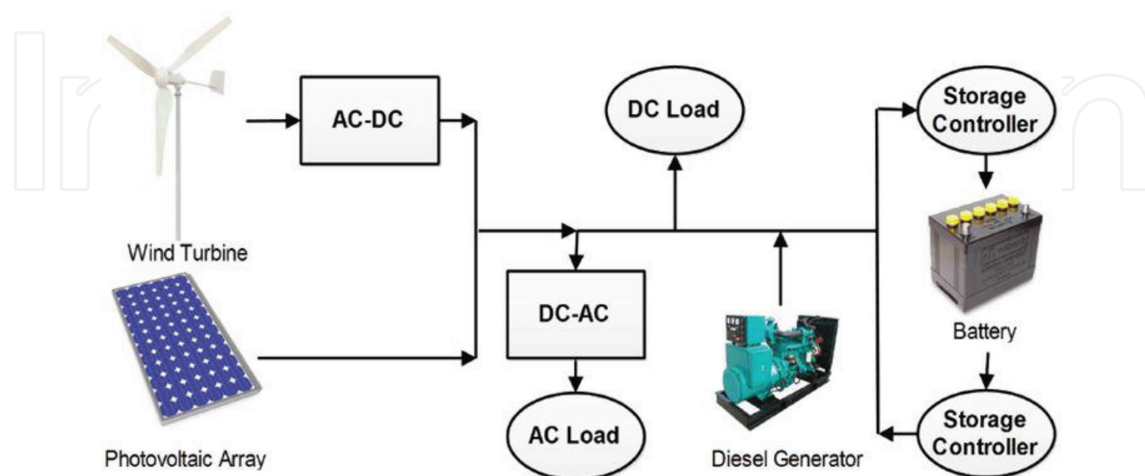 Wind Turbine
AC-DC
DC Load
Storage
Controller
Photovoltaic Array
DC-AC
AC Load
Diesel Generator
Battery
Storage
Controller